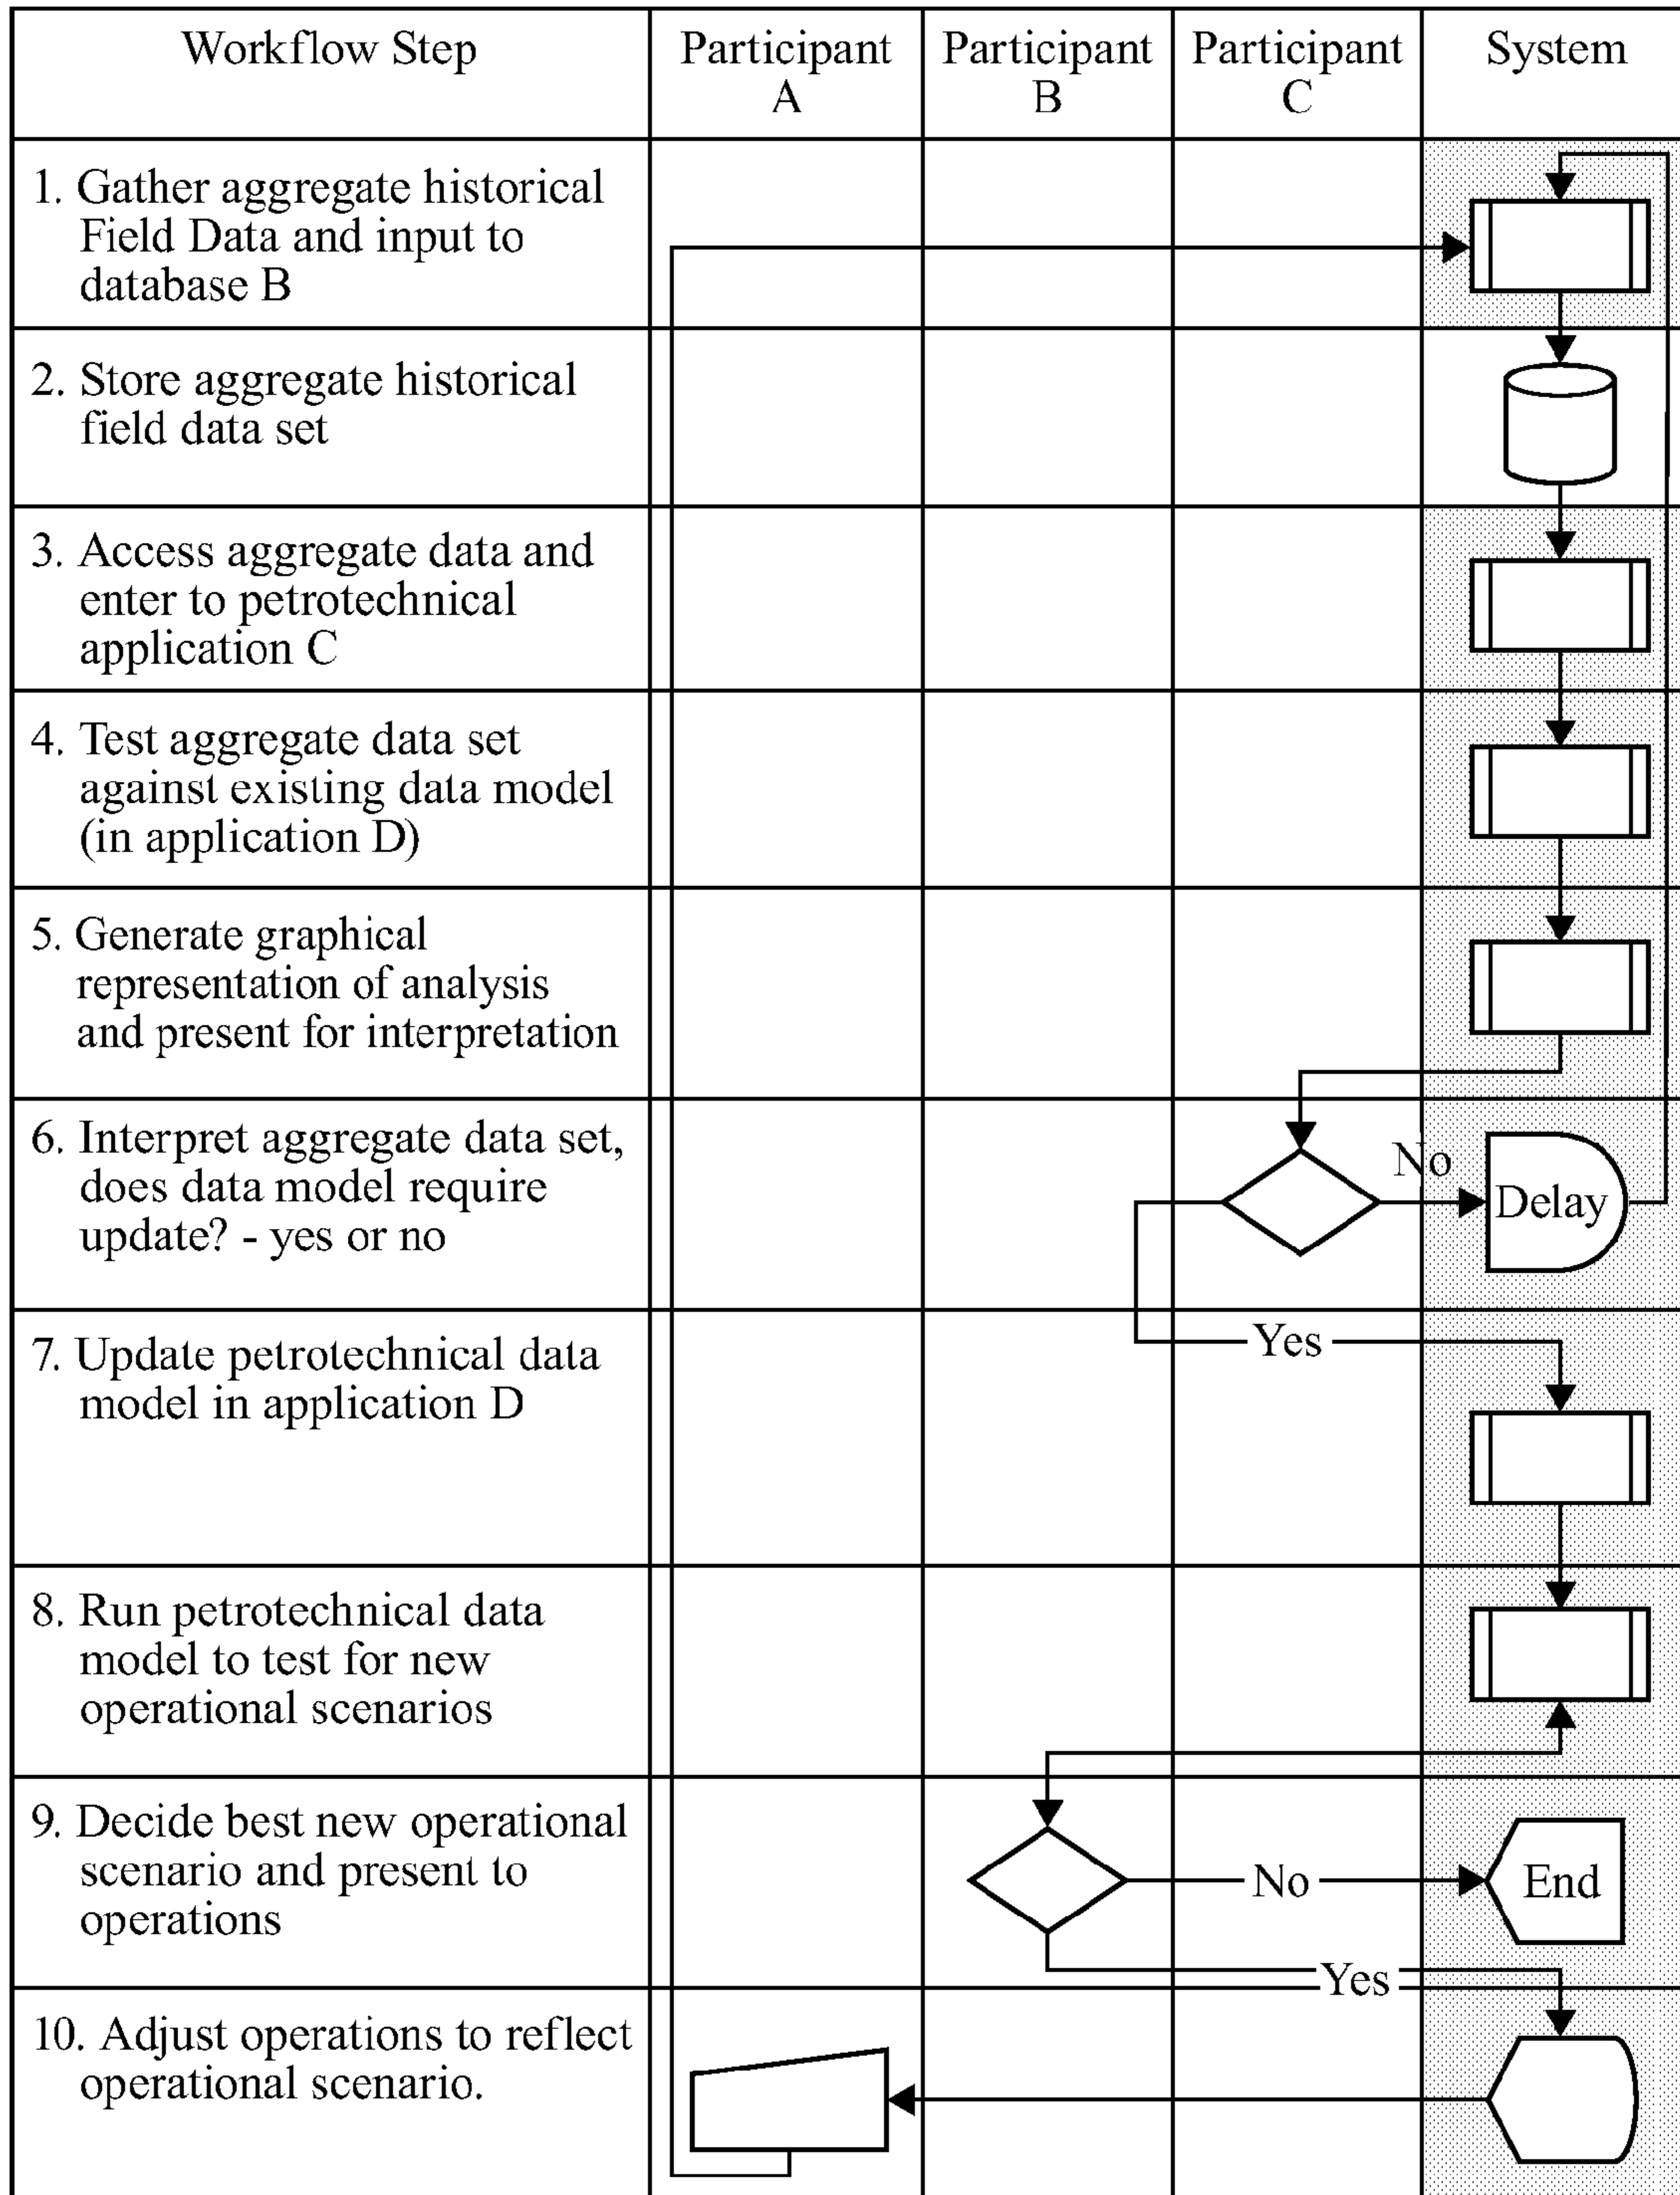 Workflow Step
Participant
A
Participant
B
Participant
C
System
1. Gather aggregate historical
Field Data and input to
database B
2. Store aggregate historical
field data set
3. Access aggregate data and
enter to petrotechnical
application C
4. Test aggregate data set
against existing data model
(in application D)
5. Generate graphical
representation of analysis
and present for interpretation
6. Interpret aggregate data set,
does data model require
update? - yes or no
No
Delay
7. Update petrotechnical data
model in application D
Yes
8. Run petrotechnical data
model to test for new
operational scenarios
9. Decide best new operational
scenario and present to
operations
No
End
Yes
10. Adjust operations to reflect
operational scenario.